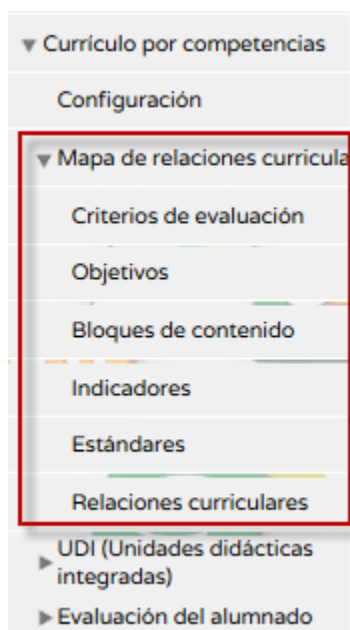 Currículo por competencias
Configuración
Mapa de relaciones curricula
Criterios de evaluación
Objetivos
Bloques de contenido
Indicadores
Estándares
Relaciones curriculares
UDI (Unidades didácticas
integradas)
Evaluación del alumnado